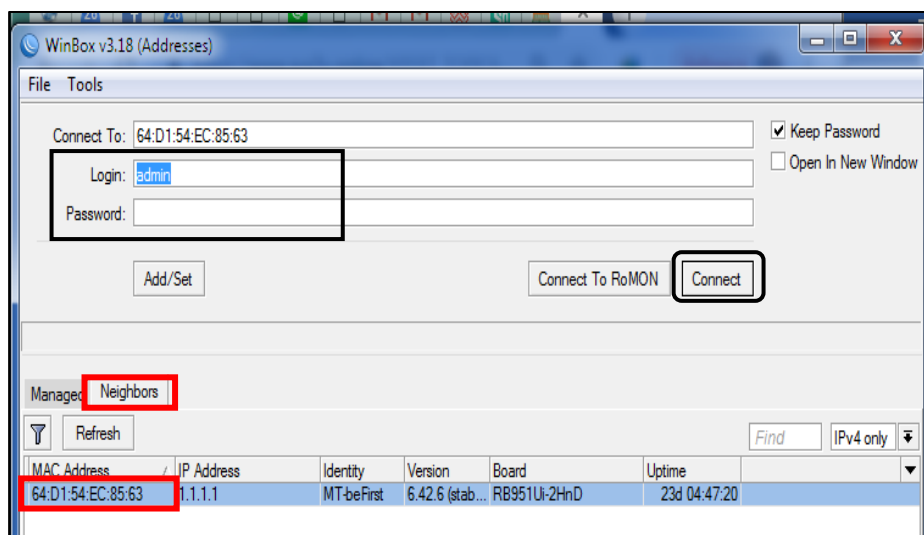 WinBox v3.18 (Addresses)
File Tools
Connect To: 64:D1:54:EC:85:63
Keep Password
Login: admin
Open In New Window
Password:
Add/Set Connect To RoMON Connect
Managed Neighbors
Refresh Find IPv4 only
MAC Address IP Address Identity Version Board Uptime
64:D1:54:EC:85:63 1.1.1.1 MT-beFirst 6.42.6 (stab... RB951Ui-2HnD 23d 04:47:20